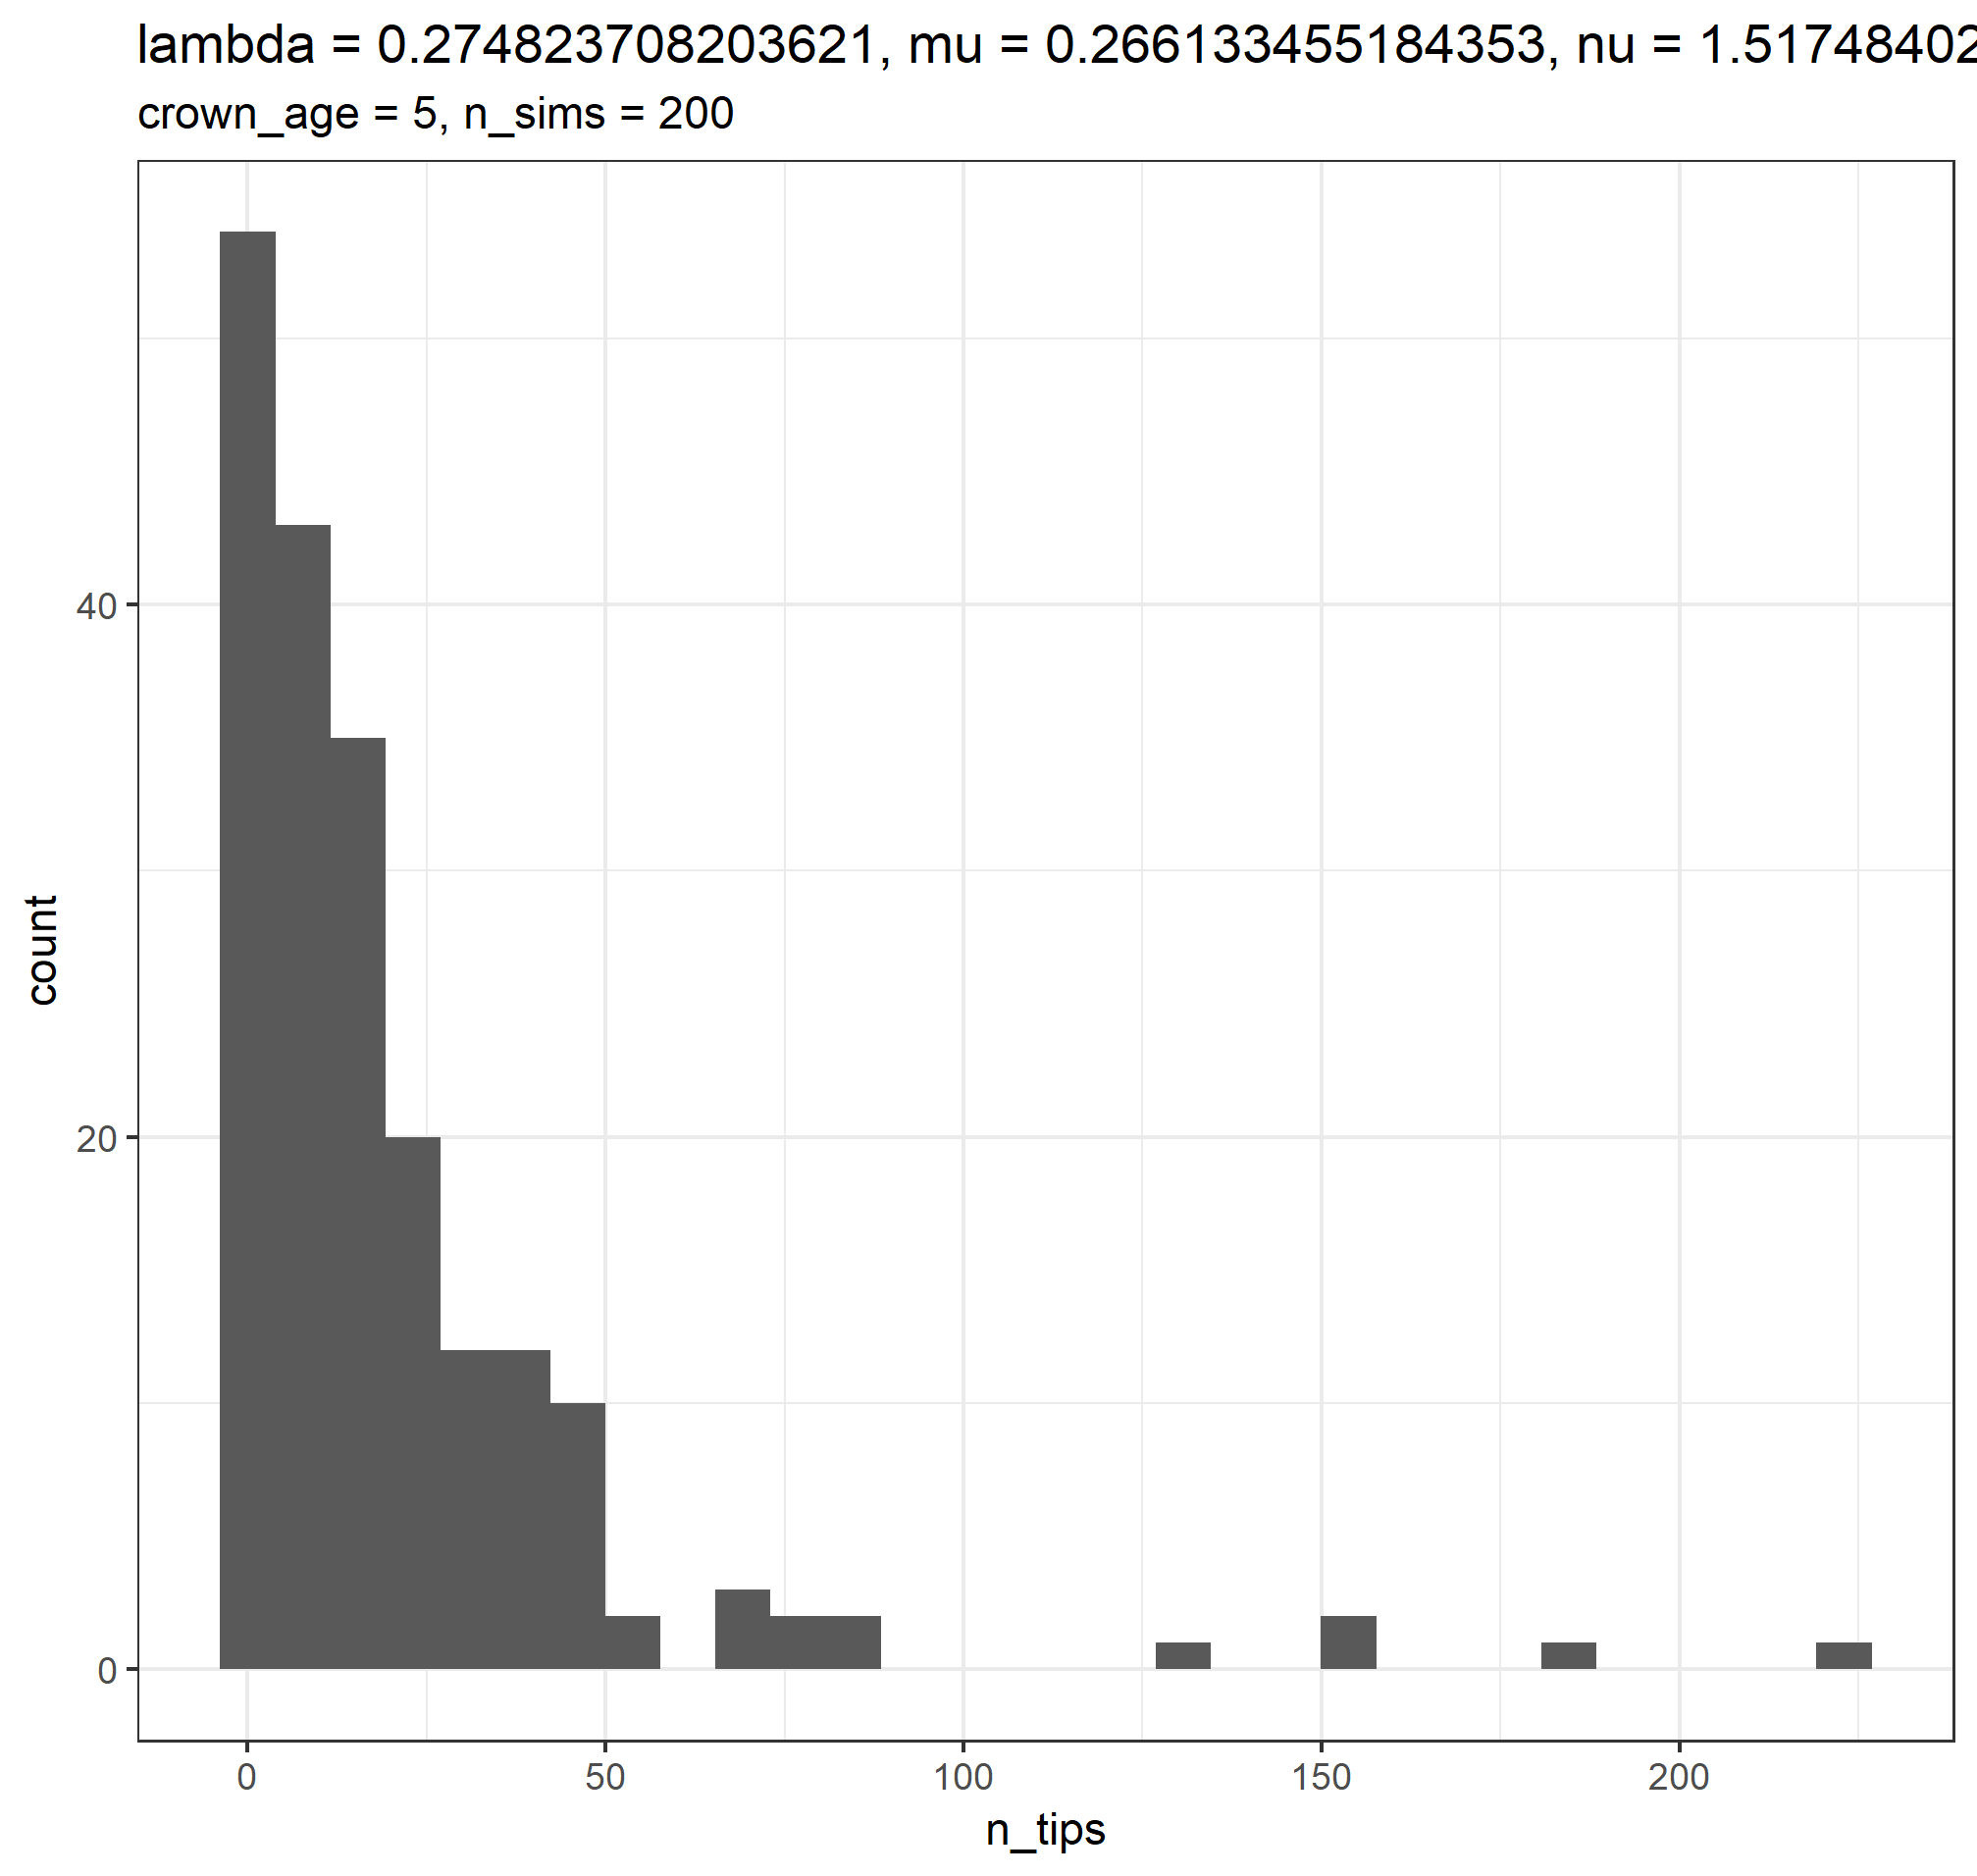 lambda = 0.274823708203621, mu = 0.266133455184353, nu = 1.51748402
crown_age = 5, n_sims = 200
count
40
20
0
0 50 100 150 200
n_tips